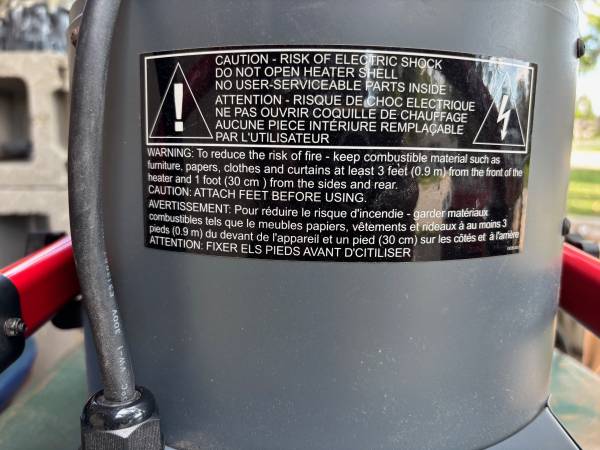 CAUTION - RISK OF ELECTRIC SHOCK
DO NOT OPEN HEATER SHELL
NO USER-SERVICEABLE PARTS INSIDE
ATTENTION - RISQUE DE CHOC ELECTRIQUE
NE PAS OUVRIR COQUILLE DE CHAUFFAGE
AUCUNE PIECE INTÉRIURE REMPLAÇABLE
PAR L'UTILISATEUR
WARNING: To reduce the risk of fire - keep combustible material such as
furniture, papers, clothes and curtains at least 3 feet (0.9 m) from the front of the
heater and 1 foot (30 cm ) from the sides and rear.
CAUTION: ATTACH FEET BEFORE USING.
AVERTISSEMENT: Pour réduire le risque d'incendie - garder matériaux
combustibles tels que le meubles papiers, vêtements et rideaux à au moins 3
pieds (0.9 m) du devant de l'appareil et un pied (30 cm) sur les côtés et à l'arrière
ATTENTION: FIXER ELS PIEDS AVANT D'CITILISER
300V